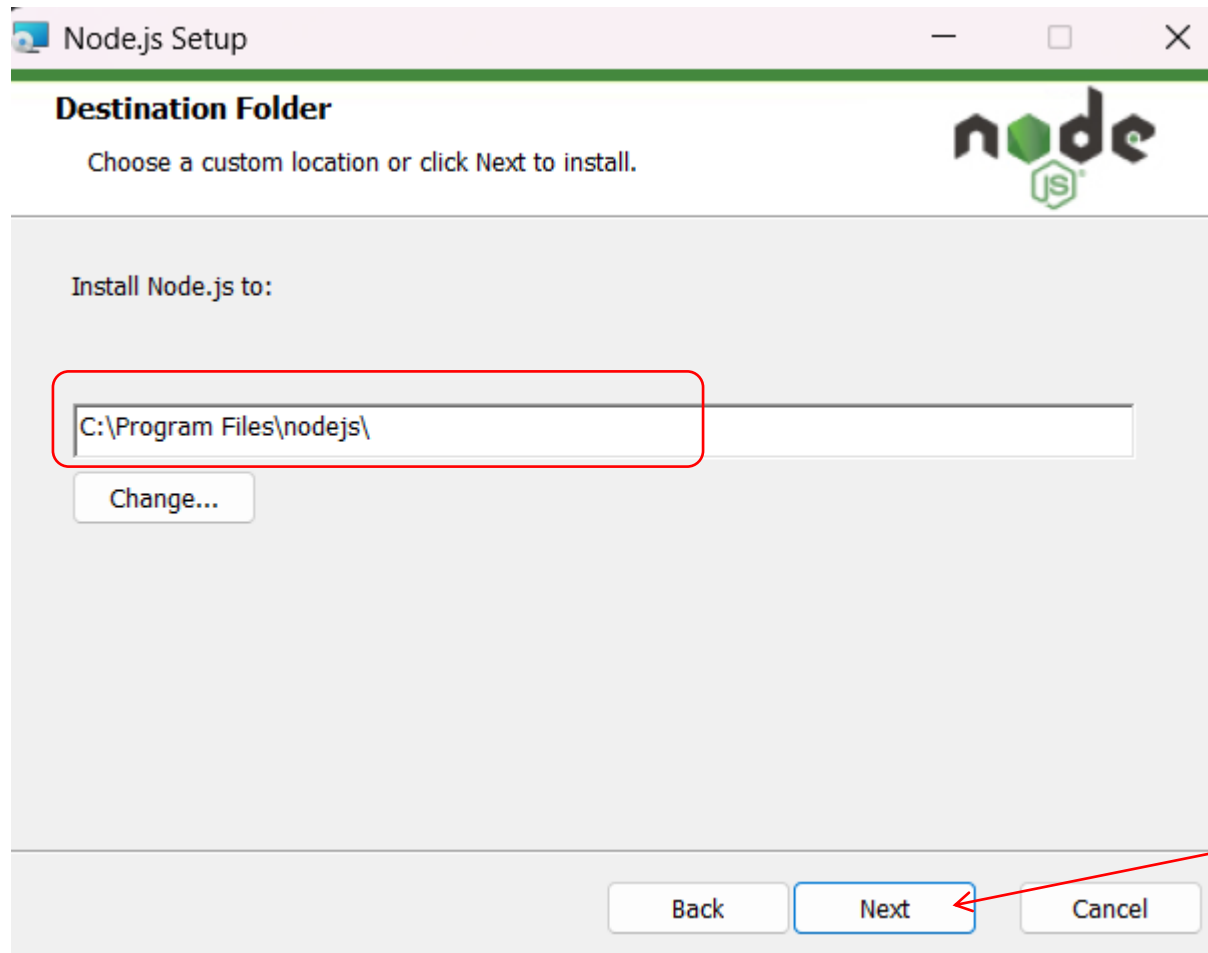 Node.js Setup
Destination Folder
Choose a custom location or click Next to install.
node
JS
Install Node.js to:
C:\Program Files\nodejs\
Change...
Back
Next
Cancel